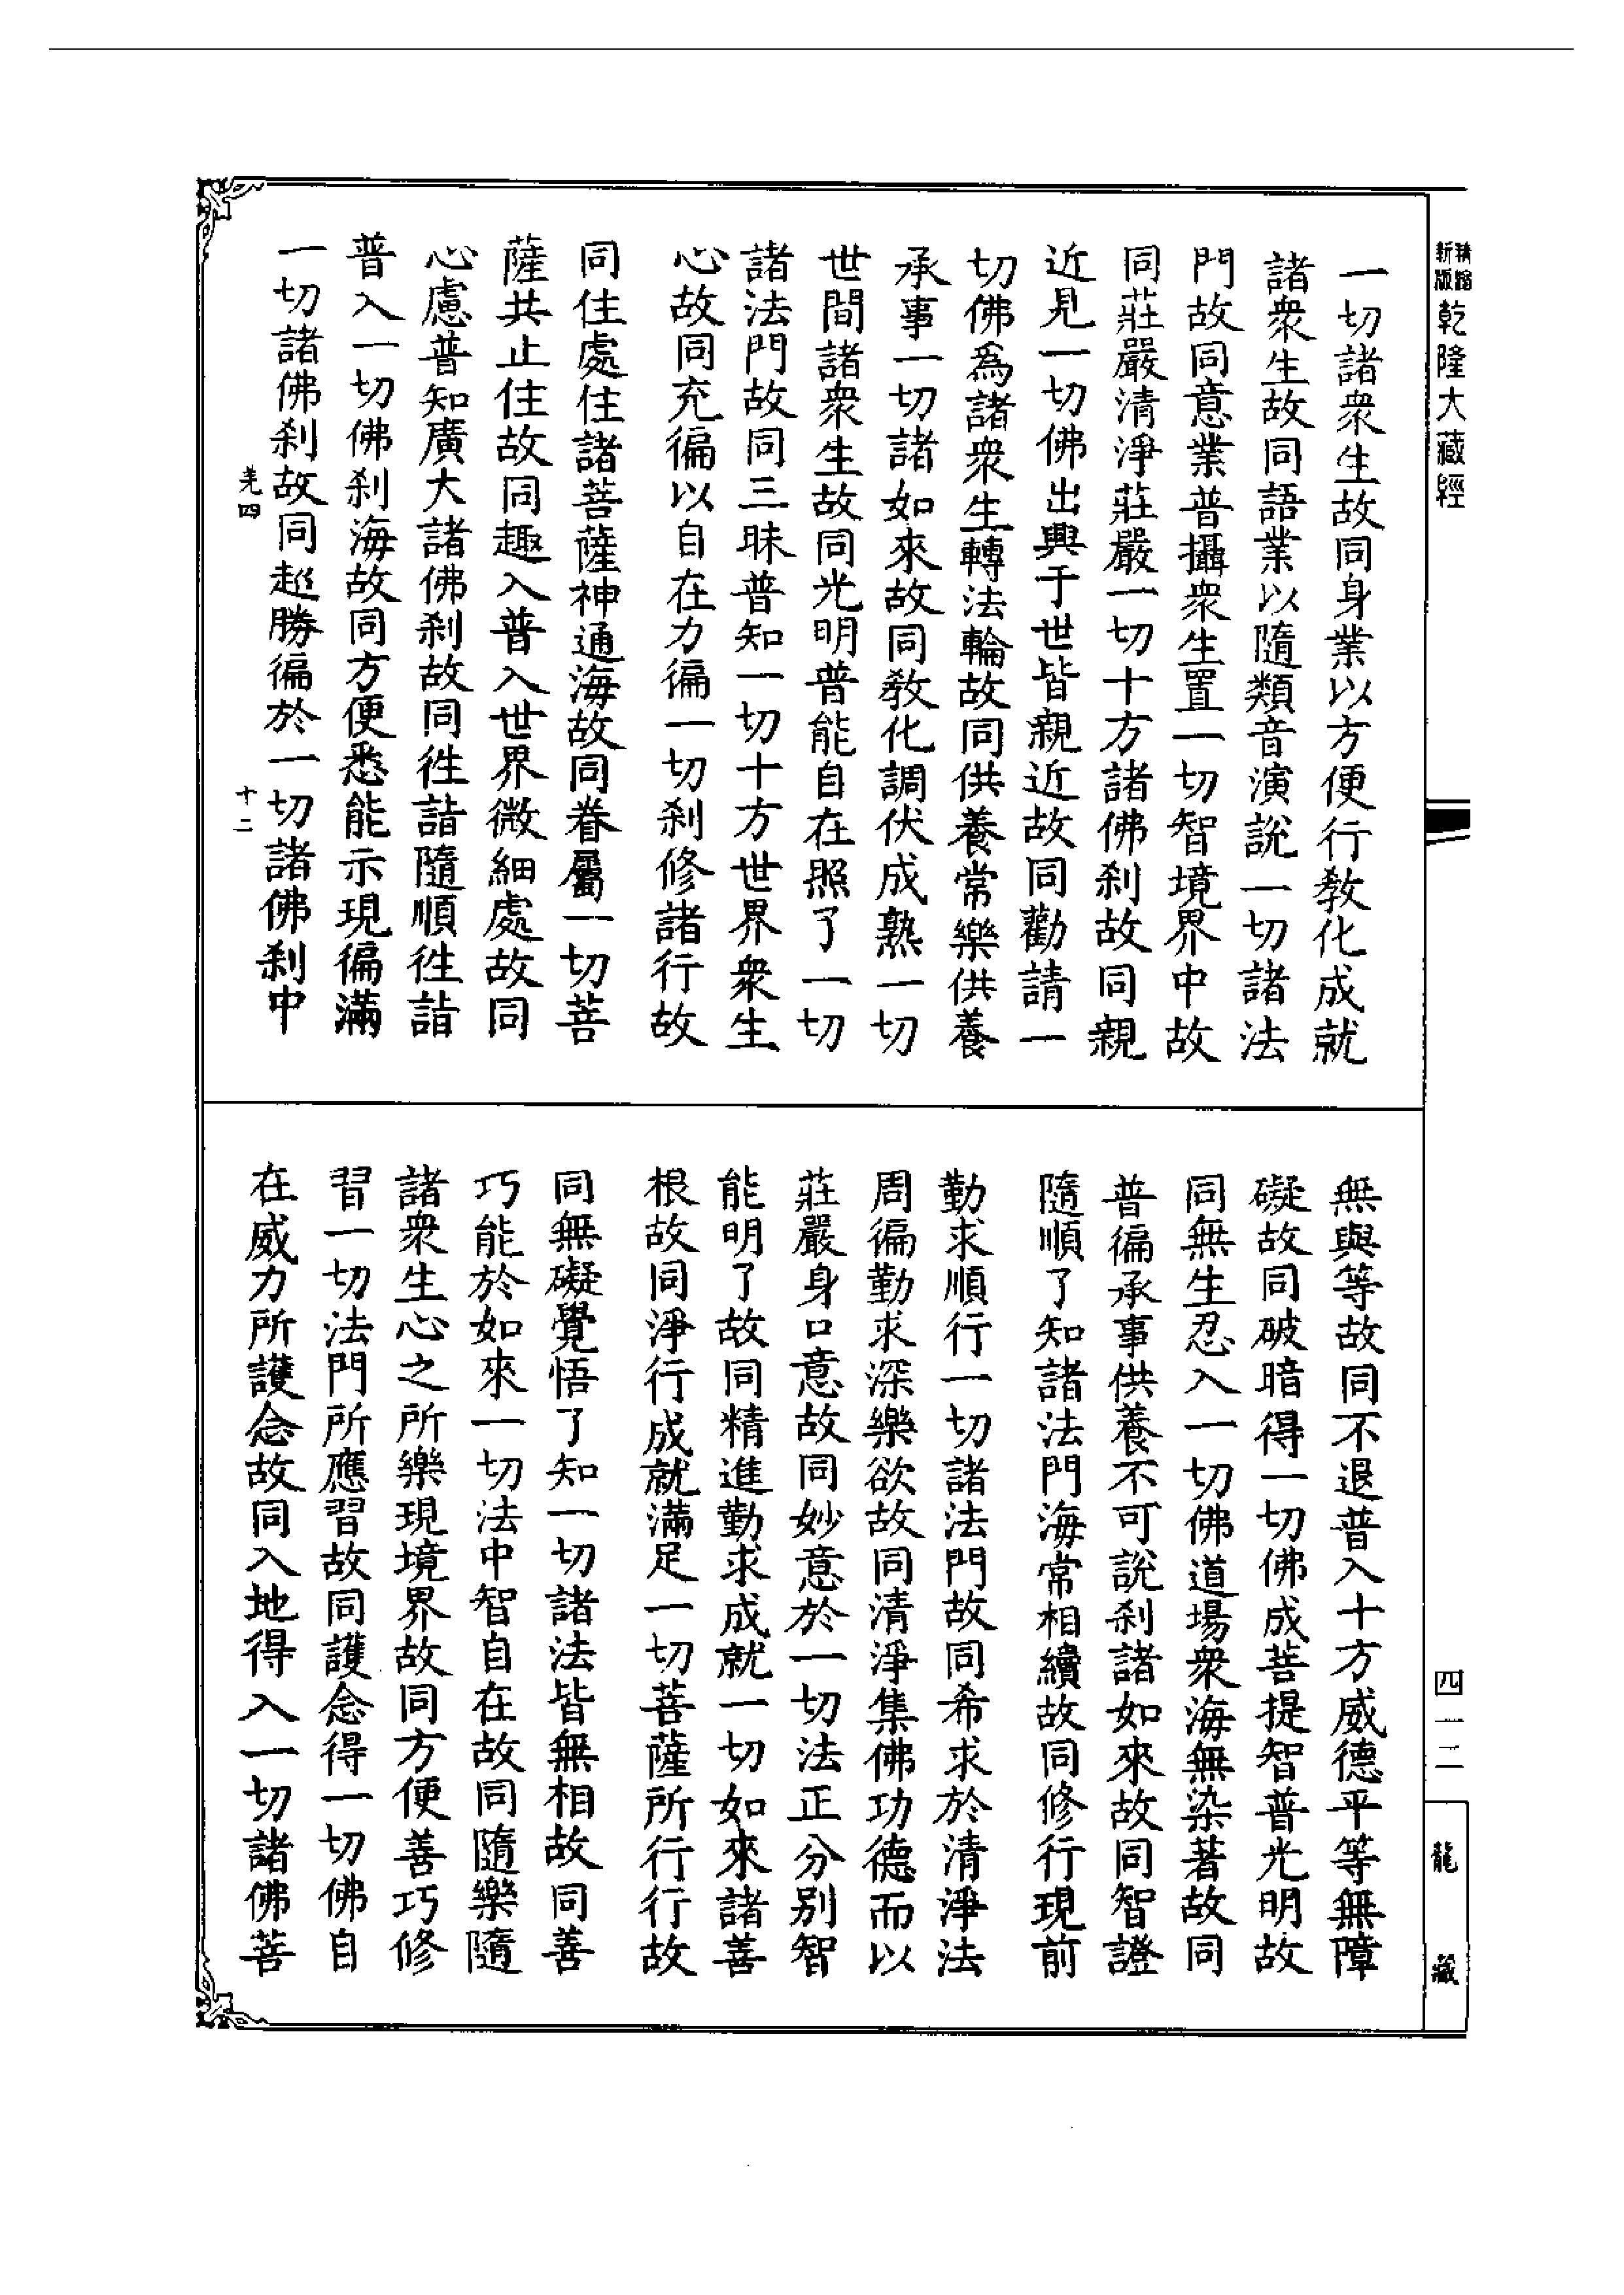 精縮新版乾隆大藏經
一切諸衆生故同身業以方便行教化成就
諸衆生故同語業以隨類音演説一切諸法
門故同意業普攝衆生置一切智境界中故
同莊嚴清淨莊嚴一切十方諸佛刹故同親
近見一切佛出興于世皆親近故同勸請一
切佛爲諸衆生轉法輪故同供養常樂供養
承事一切諸如來故同教化調伏成熟一切
世間諸衆生故同光明普能自在照了一切
諸法門故同三昧普知一切十方世界衆生
心故同充徧以自在力徧一切刹修諸行故
同住處住諸菩薩神通海故同眷屬一切菩
薩共止住故同趣入普入世界微細處故同
心慮普知廣大諸佛刹故同徃詣隨順徃詣
普入一切佛刹海故同方便悉能示現徧滿
一切諸佛刹故同超勝徧於一切諸佛刹中
四 十二
無與等故同不退普入十方威德平等無障
礙故同破暗得一切佛成菩提智普光明故
同無生忍入一切佛道場衆海無染著故同
普徧承事供養不可説刹諸如來故同智證
隨順了知諸法門海常相續故同修行現前
勤求順行一切諸法門故同希求於清淨法
周徧勤求深樂欲故同清淨集佛功德而以
莊嚴身口意故同妙意於一切法正分别智
能明了故同精進勤求成就一切如來諸善
根故同淨行成就滿足一切菩薩所行行故
同無礙覺悟了知一切諸法皆無相故同善
巧能於如來一切法中智自在故同隨樂隨
諸衆生心之所樂現境界故同方便善巧修
習一切法門所應習故同護念得一切佛自
在威力所護念故同入地得入一切諸佛菩
四一二
龍藏